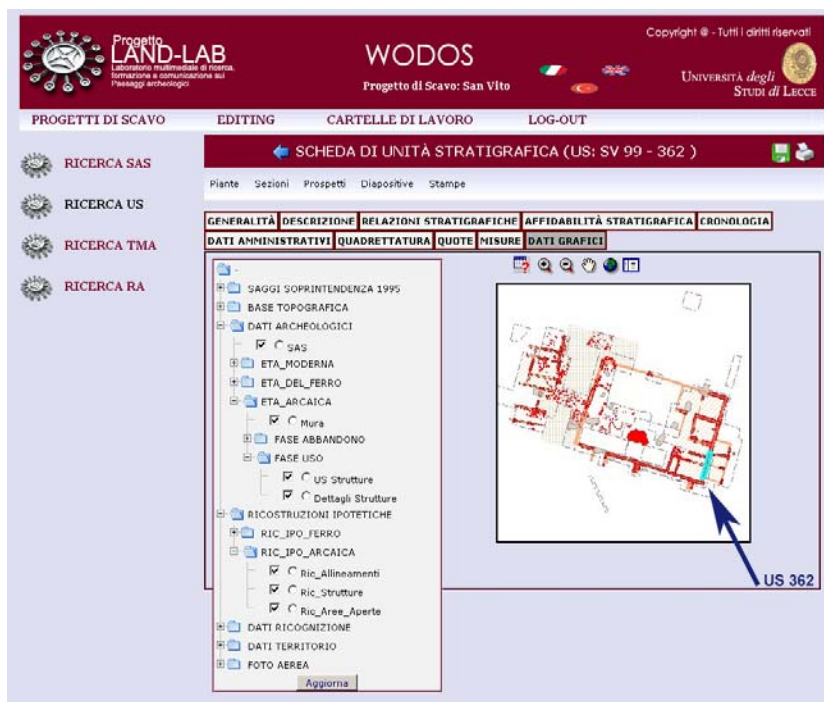 Copyright @ - Tutti i diritti riservati
Progetto
LAND-LAB
Laboratorio multimediale di ricerca,
formazione e comunicazione sui
Paesaggi archeologici
WODOS
Progetto di Scavo: San Vito
UNIVERSITÀ degli
STUDI di LECCE
PROGETTI DI SCAVO EDITING CARTELLE DI LAVORO LOG-OUT
RICERCA SAS
RICERCA US
RICERCA TMA
RICERCA RA
SCHEDA DI UNITÀ STRATIGRAFICA (US: SV 99 - 362 )
Piante Sezioni Prospetti Diapositive Stampe
GENERALITÀ DESCRIZIONE RELAZIONI STRATIGRAFICHE AFFIDABILITÀ STRATIGRAFICA CRONOLOGIA
DATI AMMINISTRATIVI QUADRETTATURA QUOTE MISURE DATI GRAFICI
-
SAGGI SOPRINTENDENZA 1995
BASE TOPOGRAFICA
DATI ARCHEOLOGICI
SAS
ETA_MODERNA
ETA_DEL_FERRO
ETA_ARCAICA
Mura
FASE ABBANDONO
FASE USO
US Strutture
Dettagli Strutture
RICOSTRUZIONI IPOTETICHE
RIC_IPO_FERRO
RIC_IPO_ARCAICA
Ric_Allineamenti
Ric_Strutture
Ric_Aree_Aperte
DATI RICOGNIZIONE
DATI TERRITORIO
FOTO AEREA
Aggiorna
US 362